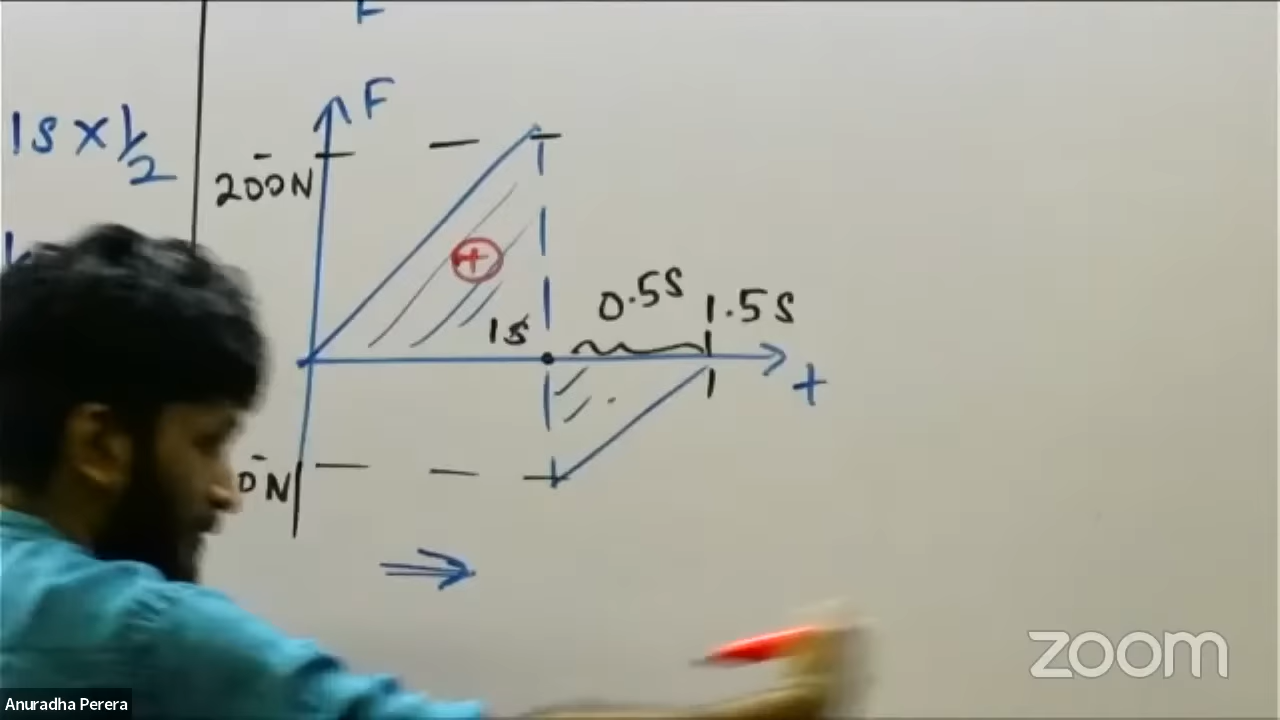 F
F
1s × 1/2
200N
0.5s
1.5s
1s
+
t
0N
zoom
Anuradha Perera